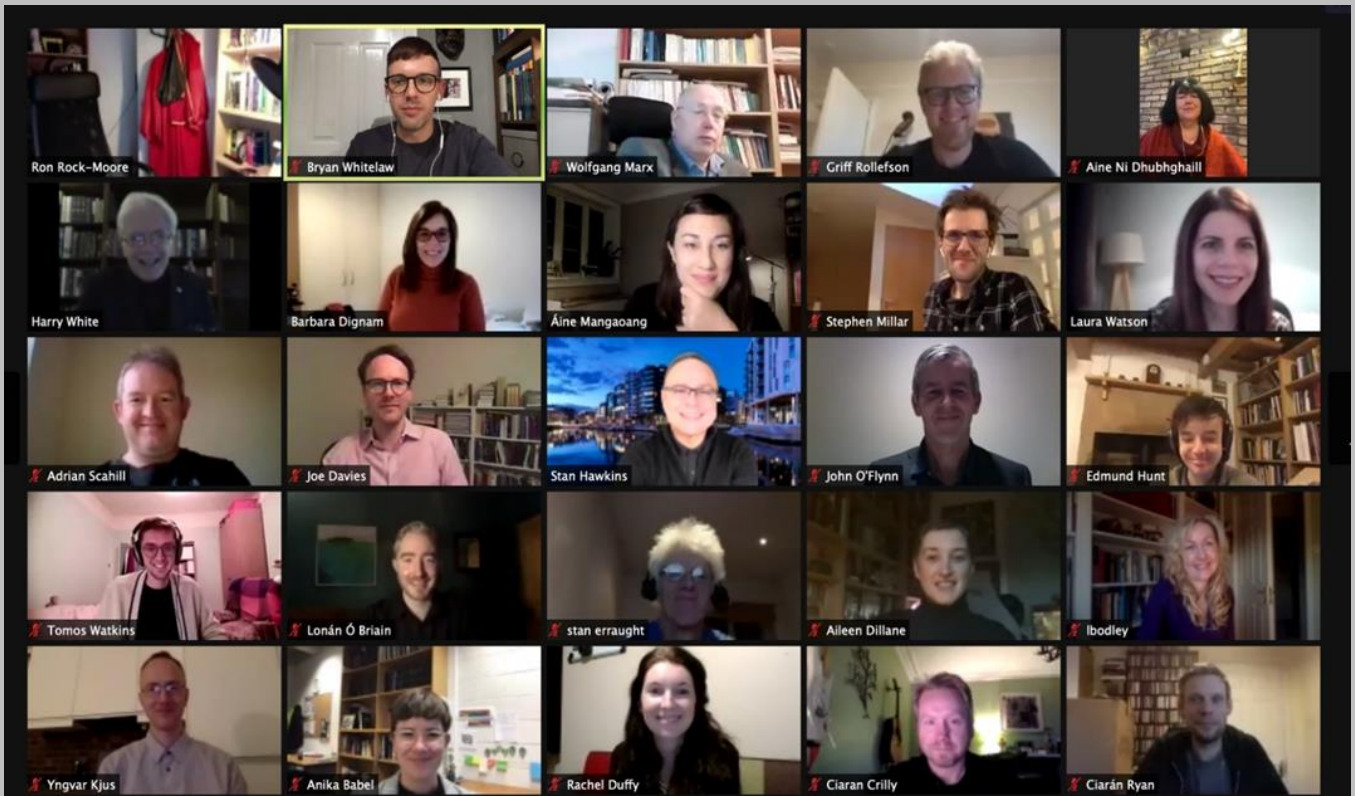 Ron Rock-Moore
Bryan Whitelaw
Wolfgang Marx
Griff Rollefson
Aine Ni Dhubhghaill
Harry White
Barbara Dignam
Áine Mangaoang
Stephen Millar
Laura Watson
Adrian Scahill
Joe Davies
Stan Hawkins
John O'Flynn
Edmund Hunt
Tomos Watkins
Lonán Ó Briain
stan erraught
Aileen Dillane
lbodley
Yngvar Kjus
Anika Babel
Rachel Duffy
Ciaran Crilly
Ciarán Ryan